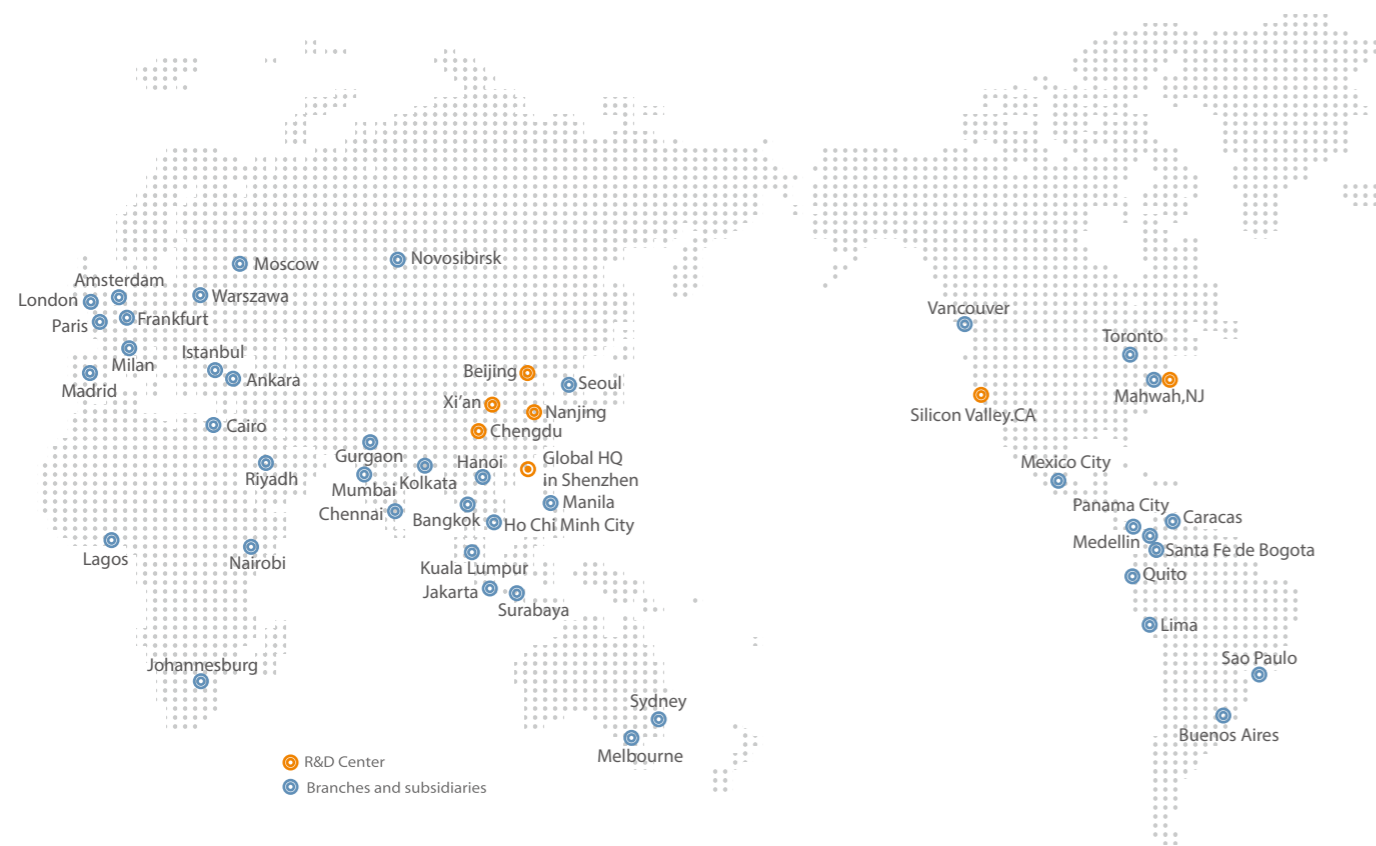 Moscow
Novosibirsk
Amsterdam
London
Warszawa
Paris
Frankfurt
Vancouver
Toronto
Istanbul
Milan
Ankara
Madrid
Beijing
Seoul
Mahwah,NJ
Xi'an
Nanjing
Silicon Valley.CA
Cairo
Chengdu
Gurgaon
Hanoi
Global HQ
in Shenzhen
Mexico City
Riyadh
Mumbai
Kolkata
Manila
Panama City
Caracas
Chennai
Bangkok
Ho Chi Minh City
Medellin
Santa Fe de Bogota
Lagos
Nairobi
Kuala Lumpur
Quito
Jakarta
Surabaya
Lima
Johannesburg
Sao Paulo
Sydney
Buenos Aires
Melbourne
R&D Center
Branches and subsidiaries